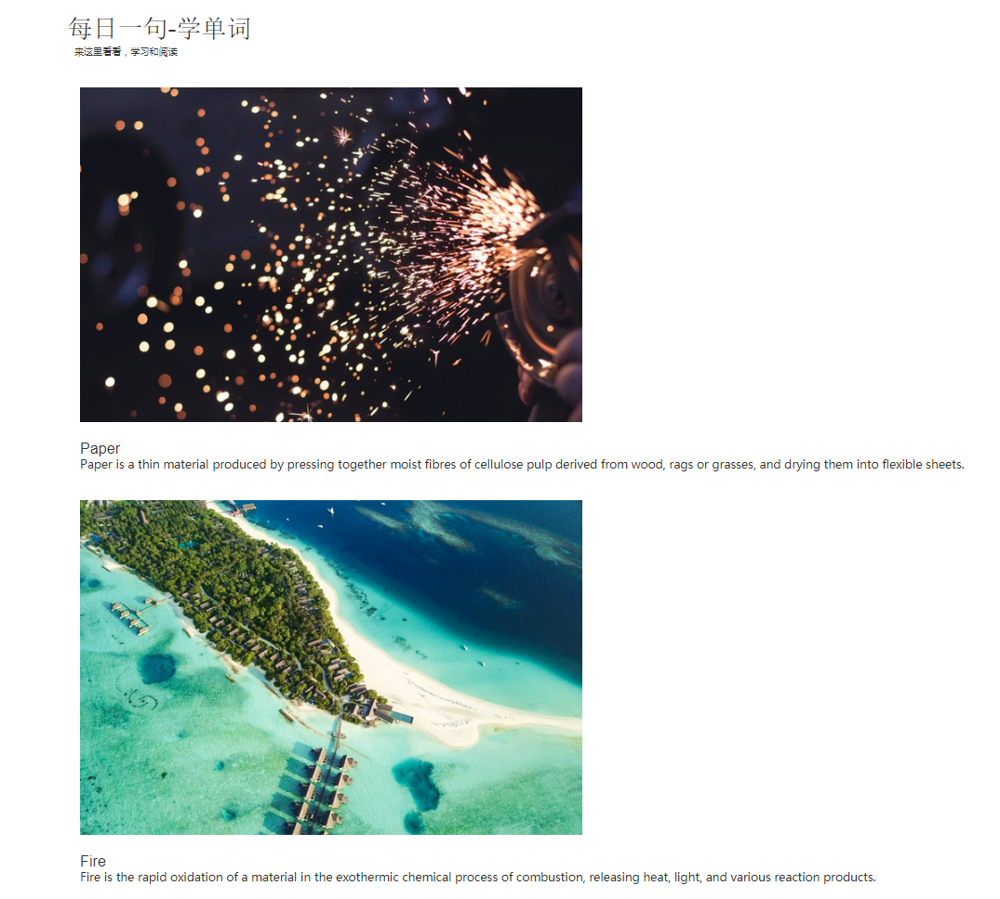 每日一句-学单词
来这里看看，学习和阅读
Paper
Paper is a thin material produced by pressing together moist fibres of cellulose pulp derived from wood, rags or grasses, and drying them into flexible sheets.
Fire
Fire is the rapid oxidation of a material in the exothermic chemical process of combustion, releasing heat, light, and various reaction products.